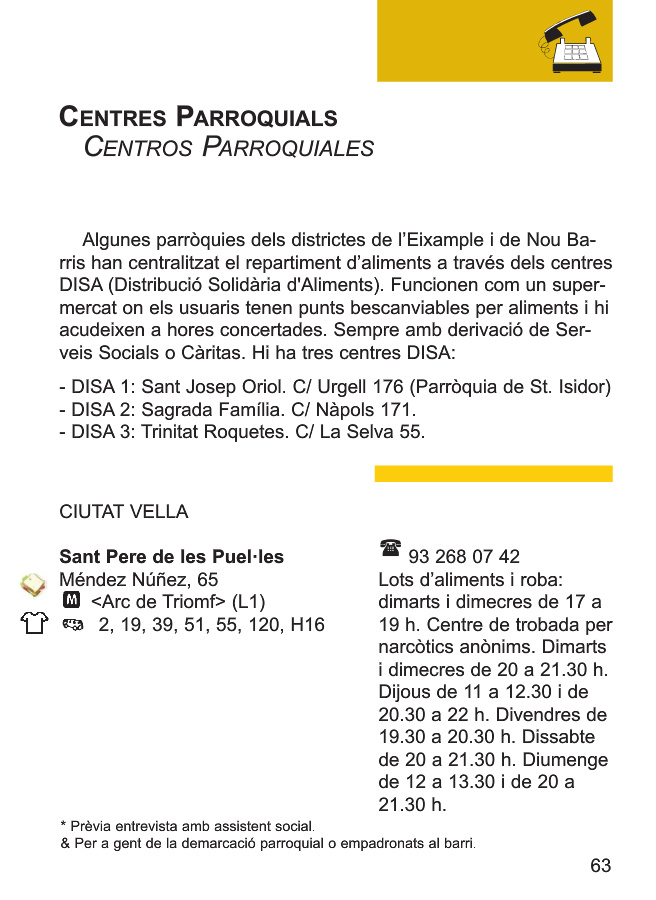 CENTRES PARROQUIALS
CENTROS PARROQUIALES
Algunes parròquies dels districtes de l’Eixample i de Nou Ba-
rris han centralitzat el repartiment d’aliments a través dels centres
DISA (Distribució Solidària d'Aliments). Funcionen com un super-
mercat on els usuaris tenen punts bescanviables per aliments i hi
acudeixen a hores concertades. Sempre amb derivació de Ser-
veis Socials o Càritas. Hi ha tres centres DISA:
- DISA 1: Sant Josep Oriol. C/ Urgell 176 (Parròquia de St. Isidor)
- DISA 2: Sagrada Família. C/ Nàpols 171.
- DISA 3: Trinitat Roquetes. C/ La Selva 55.
CIUTAT VELLA
Sant Pere de les Puel·les
Méndez Núñez, 65
M <Arc de Triomf> (L1)
2, 19, 39, 51, 55, 120, H16
93 268 07 42
Lots d’aliments i roba:
dimarts i dimecres de 17 a
19 h. Centre de trobada per
narcòtics anònims. Dimarts
i dimecres de 20 a 21.30 h.
Dijous de 11 a 12.30 i de
20.30 a 22 h. Divendres de
19.30 a 20.30 h. Dissabte
de 20 a 21.30 h. Diumenge
de 12 a 13.30 i de 20 a
21.30 h.
* Prèvia entrevista amb assistent social.
& Per a gent de la demarcació parroquial o empadronats al barri.
63